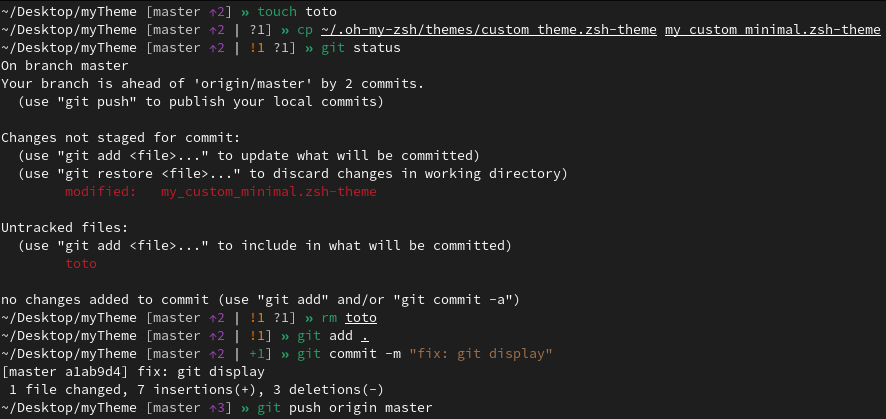 ~/Desktop/myTheme [master ↑2] » touch toto
~/Desktop/myTheme [master ↑2 | ?1] » cp ~/.oh-my-zsh/themes/custom_theme.zsh-theme my_custom_minimal.zsh-theme
~/Desktop/myTheme [master ↑2 | !1 ?1] » git status
On branch master
Your branch is ahead of 'origin/master' by 2 commits.
  (use "git push" to publish your local commits)

Changes not staged for commit:
  (use "git add <file>..." to update what will be committed)
  (use "git restore <file>..." to discard changes in working directory)
        modified:   my_custom_minimal.zsh-theme

Untracked files:
  (use "git add <file>..." to include in what will be committed)
        toto

no changes added to commit (use "git add" and/or "git commit -a")
~/Desktop/myTheme [master ↑2 | !1 ?1] » rm toto
~/Desktop/myTheme [master ↑2 | !1] » git add .
~/Desktop/myTheme [master ↑2 | +1] » git commit -m "fix: git display"
[master a1ab9d4] fix: git display
 1 file changed, 7 insertions(+), 3 deletions(-)
~/Desktop/myTheme [master ↑3] » git push origin master